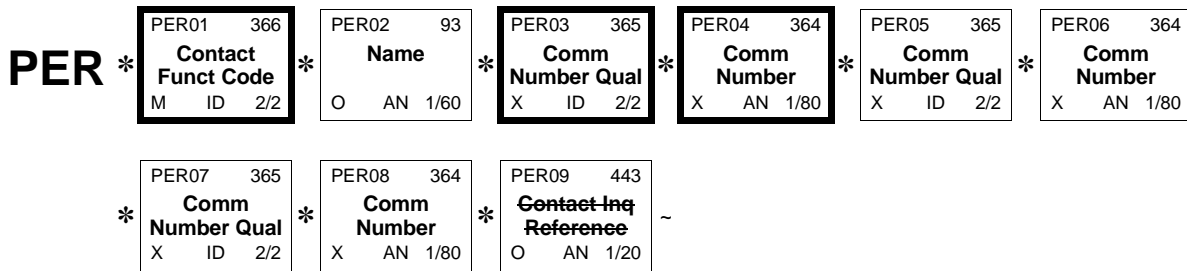 PER01 366 PER02 93 PER03 365 PER04 364 PER05 365 PER06 364
PER * Contact Funct Code * Name * Comm Number Qual * Comm Number * Comm Number Qual * Comm Number
M ID 2/2 O AN 1/60 X ID 2/2 X AN 1/80 X ID 2/2 X AN 1/80
PER07 365 PER08 364 PER09 443
* Comm Number Qual * Comm Number * Contact Inq Reference ~
X ID 2/2 X AN 1/80 O AN 1/20